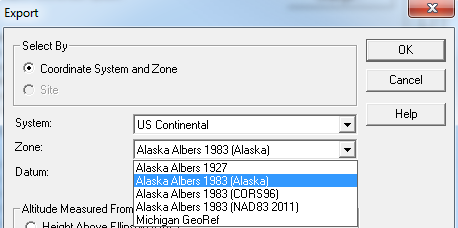 Export
Select By
Coordinate System and Zone
Site
OK
Cancel
Help
System:
US Continental
Zone:
Alaska Albers 1983 (Alaska)
Datum:
Alaska Albers 1927
Alaska Albers 1983 (Alaska)
Alaska Albers 1983 (CORS96)
Alaska Albers 1983 (NAD83 2011)
Michigan GeoRef
Altitude Measured From
Height Above Ellipsoid